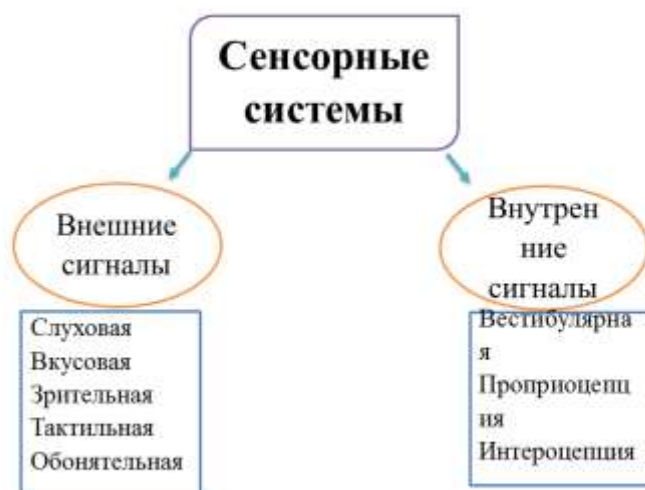 Сенсорные
системы
Внешние
сигналы
Слуховая
Вкусовая
Зрительная
Тактильная
Обонятельная
Внутрен
ние
сигналы
Вестибулярна
я
Проприоцепц
ия
Интероцепция